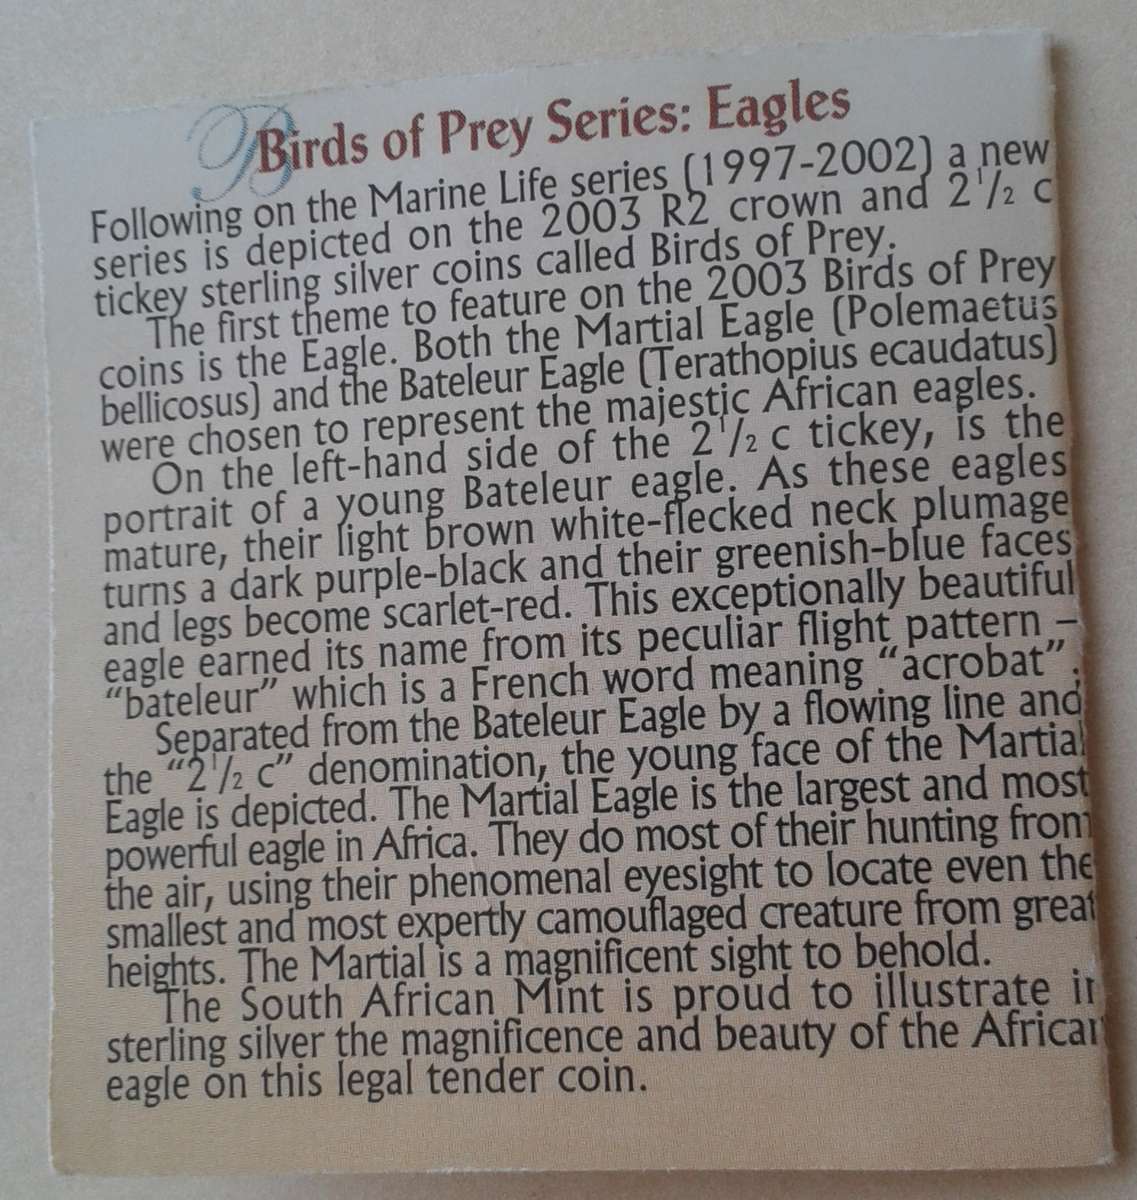 Birds of Prey Series: Eagles
Following on the Marine Life series (1997-2002) a new
series is depicted on the 2003 R2 crown and 2 1/2 c
tickey sterling silver coins called Birds of Prey.
The first theme to feature on the 2003 Birds of Prey
coins is the Eagle. Both the Martial Eagle (Polemaetus
bellicosus) and the Bateleur Eagle (Terathopius ecaudatus)
were chosen to represent the majestic African eagles.
On the left-hand side of the 2 1/2 c tickey, is the
portrait of a young Bateleur eagle. As these eagles
mature, their light brown white-flecked neck plumage
turns a dark purple-black and their greenish-blue faces
and legs become scarlet-red. This exceptionally beautiful
eagle earned its name from its peculiar flight pattern –
“bateleur” which is a French word meaning “acrobat”.
Separated from the Bateleur Eagle by a flowing line and
the “2 1/2 c” denomination, the young face of the Martial
Eagle is depicted. The Martial Eagle is the largest and most
powerful eagle in Africa. They do most of their hunting from
the air, using their phenomenal eyesight to locate even the
smallest and most expertly camouflaged creature from great
heights. The Martial is a magnificent sight to behold.
The South African Mint is proud to illustrate in
sterling silver the magnificence and beauty of the African
eagle on this legal tender coin.